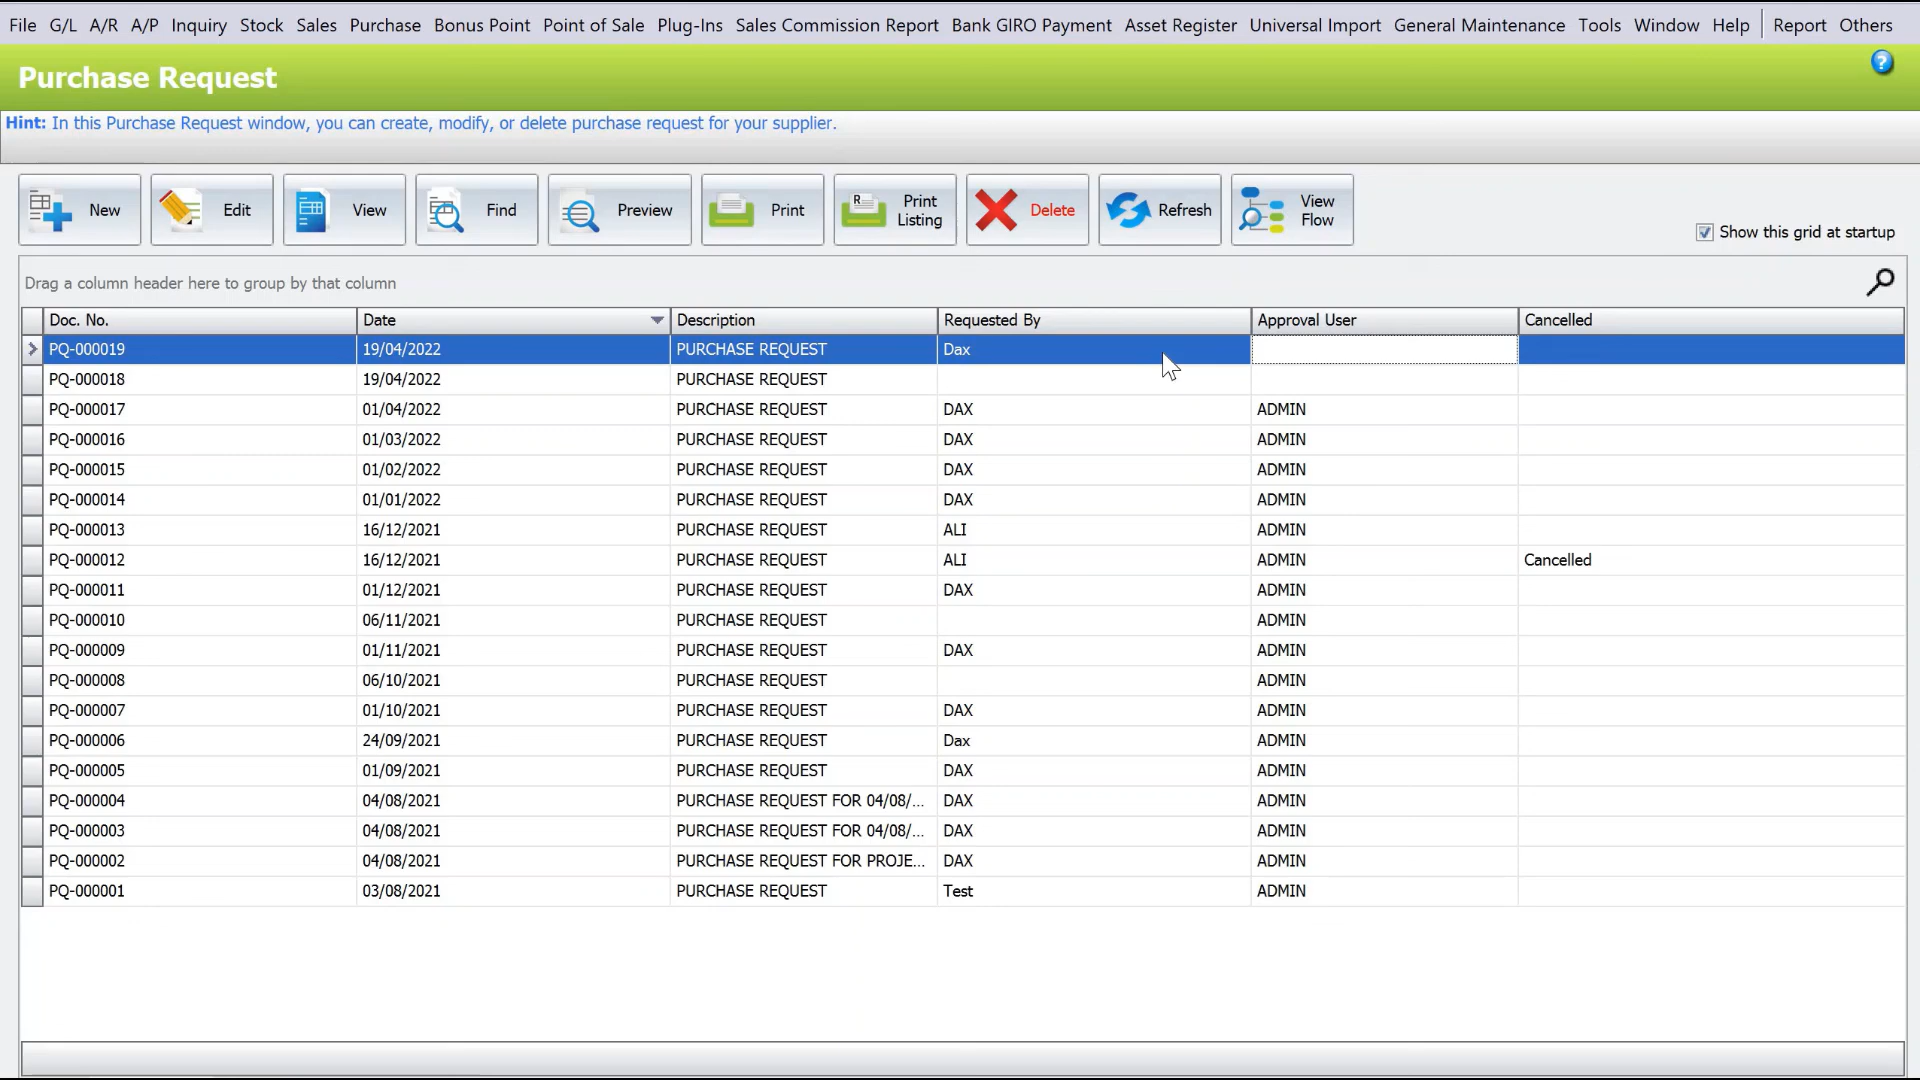 File G/L A/R A/P Inquiry Stock Sales Purchase Bonus Point Point of Sale Plug-Ins Sales Commission Report Bank GIRO Payment Asset Register Universal Import General Maintenance Tools Window Help Report Others
Purchase Request
?
Hint: In this Purchase Request window, you can create, modify, or delete purchase request for your supplier.
New Edit View Find Preview Print R Print Listing Delete Refresh View Flow
Show this grid at startup
Drag a column header here to group by that column
Doc. No. Date Description Requested By Approval User Cancelled
PQ-000019 19/04/2022 PURCHASE REQUEST Dax
PQ-000018 19/04/2022 PURCHASE REQUEST
PQ-000017 01/04/2022 PURCHASE REQUEST DAX ADMIN
PQ-000016 01/03/2022 PURCHASE REQUEST DAX ADMIN
PQ-000015 01/02/2022 PURCHASE REQUEST DAX ADMIN
PQ-000014 01/01/2022 PURCHASE REQUEST DAX ADMIN
PQ-000013 16/12/2021 PURCHASE REQUEST ALI ADMIN
PQ-000012 16/12/2021 PURCHASE REQUEST ALI ADMIN Cancelled
PQ-000011 01/12/2021 PURCHASE REQUEST DAX ADMIN
PQ-000010 06/11/2021 PURCHASE REQUEST ADMIN
PQ-000009 01/11/2021 PURCHASE REQUEST DAX ADMIN
PQ-000008 06/10/2021 PURCHASE REQUEST ADMIN
PQ-000007 01/10/2021 PURCHASE REQUEST DAX ADMIN
PQ-000006 24/09/2021 PURCHASE REQUEST Dax ADMIN
PQ-000005 01/09/2021 PURCHASE REQUEST DAX ADMIN
PQ-000004 04/08/2021 PURCHASE REQUEST FOR 04/08/... DAX ADMIN
PQ-000003 04/08/2021 PURCHASE REQUEST FOR 04/08/... DAX ADMIN
PQ-000002 04/08/2021 PURCHASE REQUEST FOR PROJE... DAX ADMIN
PQ-000001 03/08/2021 PURCHASE REQUEST Test ADMIN